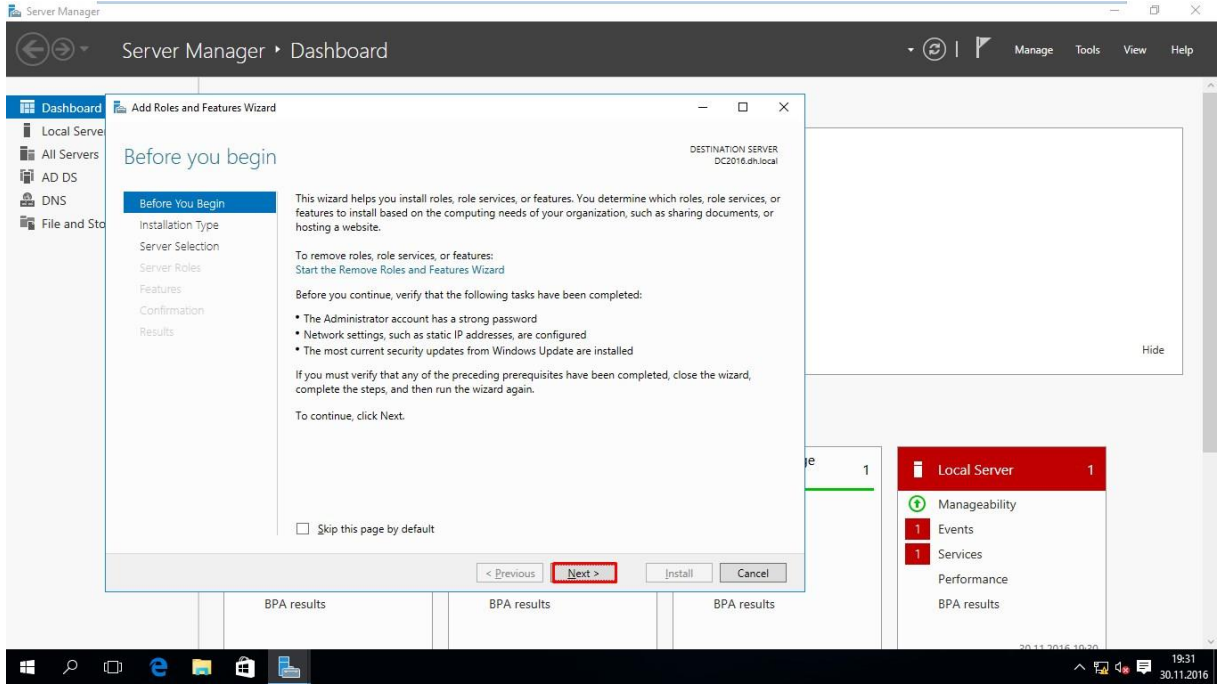 Server Manager
Server Manager • Dashboard
Manage Tools View Help
Dashboard
Local Serve
All Servers
AD DS
DNS
File and Sto
Add Roles and Features Wizard
Before you begin
DESTINATION SERVER
DC2016.dh.local
Before You Begin
Installation Type
Server Selection
Server Roles
Features
Confirmation
Results
This wizard helps you install roles, role services, or features. You determine which roles, role services, or
features to install based on the computing needs of your organization, such as sharing documents, or
hosting a website.
To remove roles, role services, or features:
Start the Remove Roles and Features Wizard
Before you continue, verify that the following tasks have been completed:
• The Administrator account has a strong password
• Network settings, such as static IP addresses, are configured
• The most current security updates from Windows Update are installed
If you must verify that any of the preceding prerequisites have been completed, close the wizard,
complete the steps, and then run the wizard again.
To continue, click Next.
Skip this page by default
< Previous Next > Install Cancel
Hide
ge 1
Local Server 1
Manageability
1 Events
1 Services
Performance
BPA results
BPA results
BPA results
BPA results
30.11.2016 19:30
19:31
30.11.2016